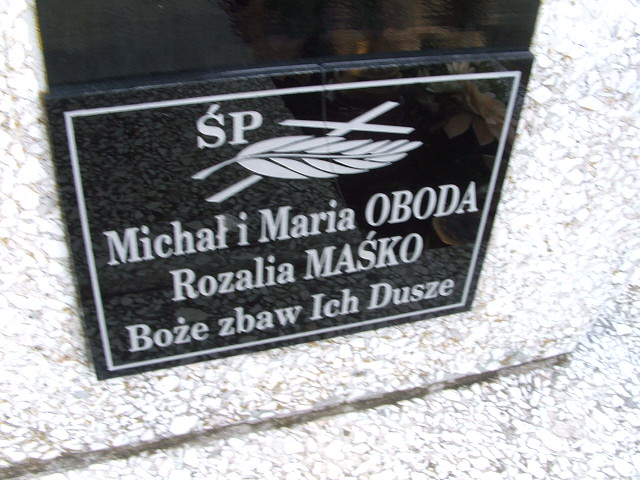 ŚP
Michał i Maria OBODA
Rozalia MAŚKO
Boże zbaw Ich Dusze